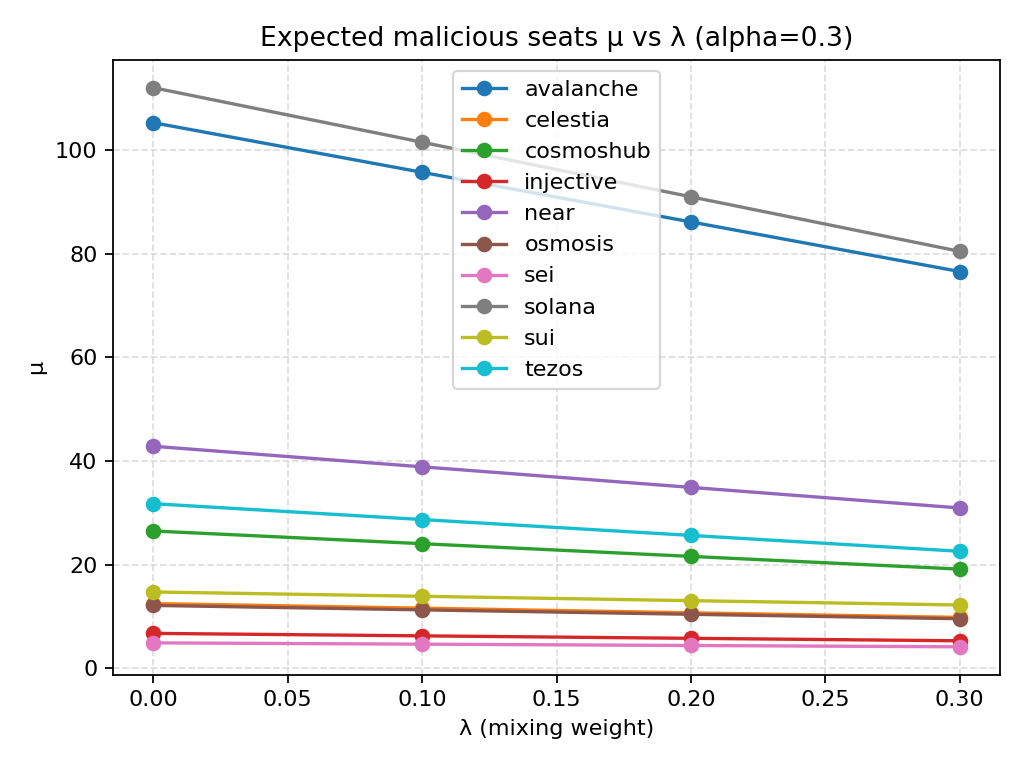 Expected malicious seats μ vs λ (alpha=0.3)
μ
100
80
60
40
20
0
avalanche
celestia
cosmoshub
injective
near
osmosis
sei
solana
sui
tezos
0.00 0.05 0.10 0.15 0.20 0.25 0.30
λ (mixing weight)